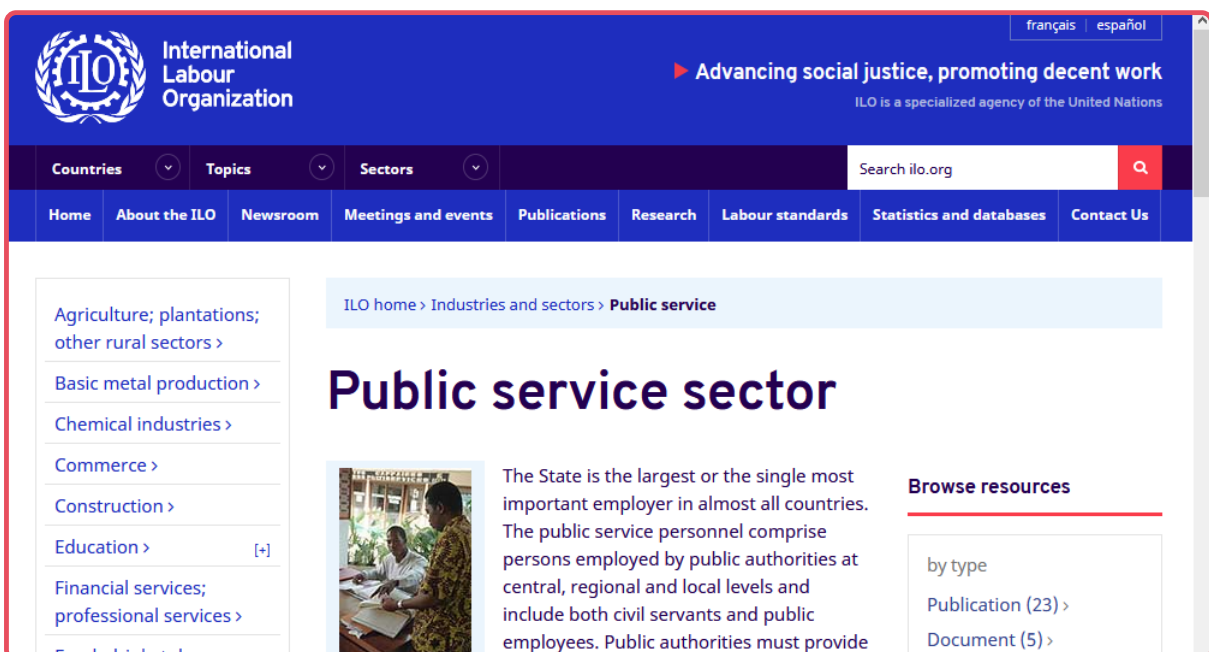 français | español
ILO
International
Labour
Organization
Advancing social justice, promoting decent work
ILO is a specialized agency of the United Nations
Countries Topics Sectors Search ilo.org
Home About the ILO Newsroom Meetings and events Publications Research Labour standards Statistics and databases Contact Us
Agriculture; plantations;
other rural sectors >
Basic metal production >
Chemical industries >
Commerce >
Construction >
Education > [+]
Financial services;
professional services >
ILO home > Industries and sectors > Public service
Public service sector
The State is the largest or the single most
important employer in almost all countries.
The public service personnel comprise
persons employed by public authorities at
central, regional and local levels and
include both civil servants and public
employees. Public authorities must provide
Browse resources
by type
Publication (23) >
Document (5) >